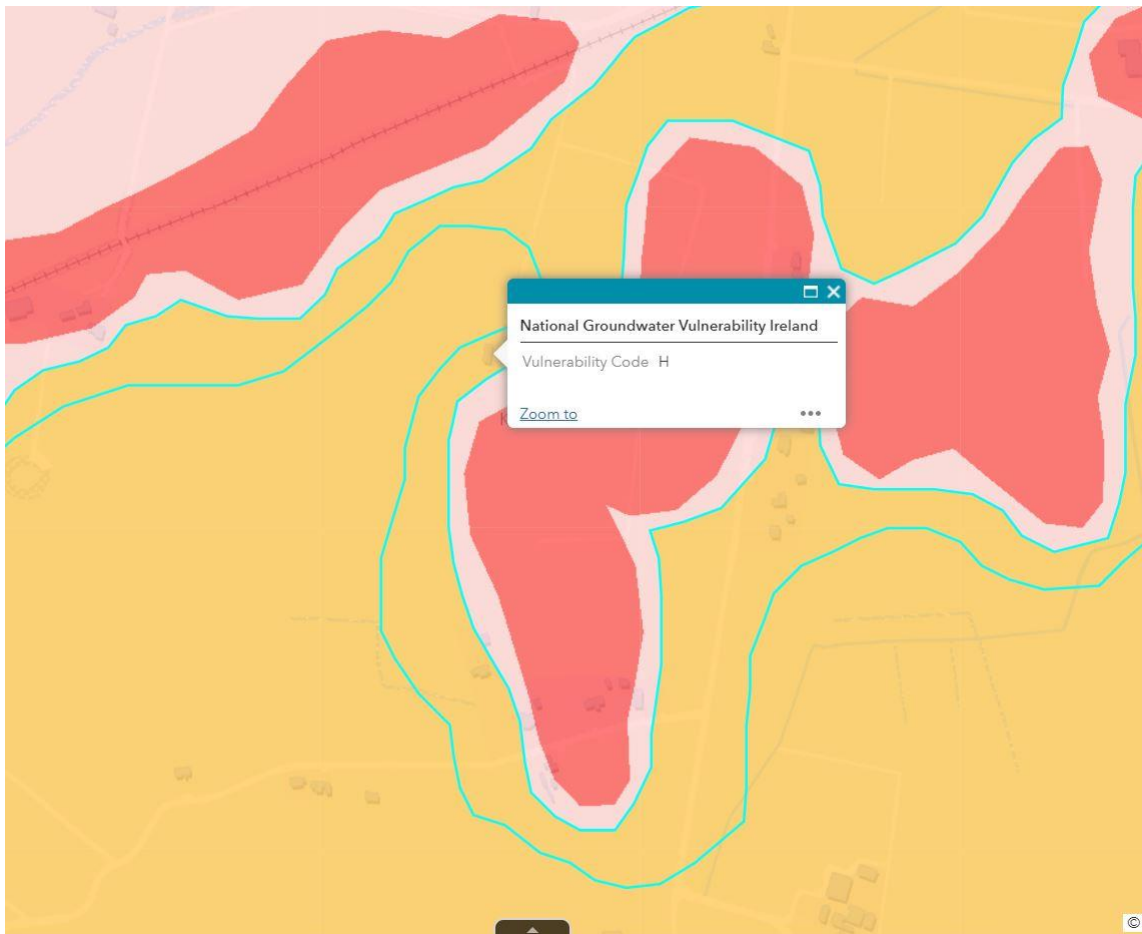 National Groundwater Vulnerability Ireland
Vulnerability Code H
Zoom to
©